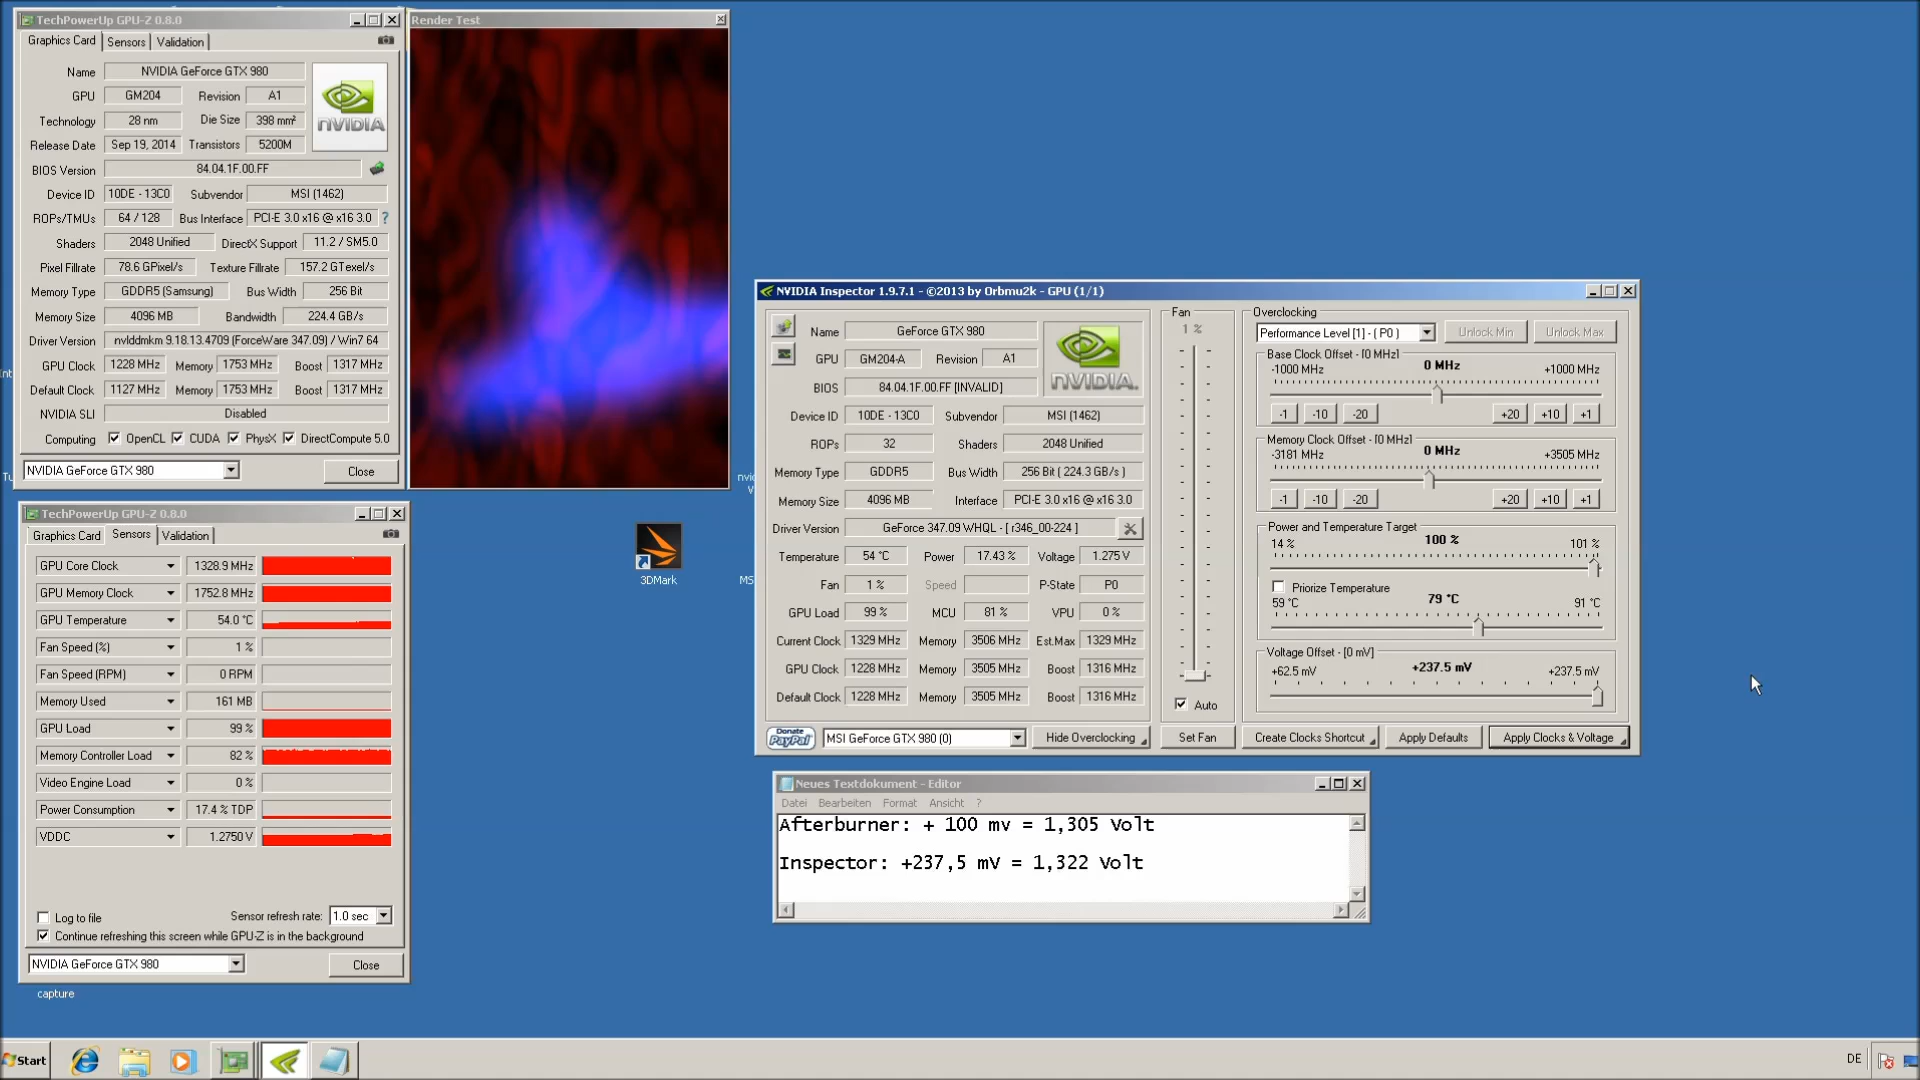 TechPowerUp GPU-Z 0.8.0
Graphics Card Sensors Validation
Name NVIDIA GeForce GTX 980
GPU GM204 Revision A1
NVIDIA
Technology 28 nm Die Size 398 mm²
Release Date Sep 19, 2014 Transistors 5200M
BIOS Version 84.04.1F.00.FF
Device ID 10DE - 13C0 Subvendor MSI (1462)
ROPs/TMUs 64 / 128 Bus Interface PCI-E 3.0 x16 @ x16 3.0 ?
Shaders 2048 Unified DirectX Support 11.2 / SM5.0
Pixel Fillrate 78.6 GPixel/s Texture Fillrate 157.2 GTexel/s
Memory Type GDDR5 (Samsung) Bus Width 256 Bit
Memory Size 4096 MB Bandwidth 224.4 GB/s
Driver Version nvlddmkm 9.18.13.4709 (ForceWare 347.09) / Win7 64
GPU Clock 1228 MHz Memory 1753 MHz Boost 1317 MHz
Default Clock 1127 MHz Memory 1753 MHz Boost 1317 MHz
NVIDIA SLI Disabled
Computing OpenCL CUDA PhysX DirectCompute 5.0
NVIDIA GeForce GTX 980 Close
Render Test
TechPowerUp GPU-Z 0.8.0
Graphics Card Sensors Validation
GPU Core Clock 1328.9 MHz
GPU Memory Clock 1752.8 MHz
GPU Temperature 54.0 °C
Fan Speed (%) 1 %
Fan Speed (RPM) 0 RPM
Memory Used 161 MB
GPU Load 99 %
Memory Controller Load 82 %
Video Engine Load 0 %
Power Consumption 17.4 % TDP
VDDC 1.2750 V
Log to file Sensor refresh rate: 1.0 sec
Continue refreshing this screen while GPU-Z is in the background
NVIDIA GeForce GTX 980 Close
capture
3DMark
MS
NVIDIA Inspector 1.9.7.1 - ©2013 by Orbmu2k - GPU (1/1)
Name GeForce GTX 980
GPU GM204-A Revision A1
BIOS 84.04.1F.00.FF [INVALID]
NVIDIA.
Device ID 10DE - 13C0 Subvendor MSI (1462)
ROPs 32 Shaders 2048 Unified
Memory Type GDDR5 Bus Width 256 Bit ( 224.3 GB/s )
Memory Size 4096 MB Interface PCI-E 3.0 x16 @ x16 3.0
Driver Version GeForce 347.09 WHQL - [ r346_00-224 ]
Temperature 54 °C Power 17.43 % Voltage 1.275 V
Fan 1 % Speed P-State P0
GPU Load 99 % MCU 81 % VPU 0 %
Current Clock 1329 MHz Memory 3506 MHz Est.Max 1329 MHz
GPU Clock 1228 MHz Memory 3505 MHz Boost 1316 MHz
Default Clock 1228 MHz Memory 3505 MHz Boost 1316 MHz
Donate PayPal MSI GeForce GTX 980 (0) Hide Overclocking
Fan
1 %
Auto
Set Fan
Overclocking
Performance Level [1] - ( P0 ) Unlock Min Unlock Max
Base Clock Offset - [0 MHz]
-1000 MHz 0 MHz +1000 MHz
-1 -10 -20 +20 +10 +1
Memory Clock Offset - [0 MHz]
-3181 MHz 0 MHz +3505 MHz
-1 -10 -20 +20 +10 +1
Power and Temperature Target
14 % 100 % 101 %
Priorize Temperature
59 °C 79 °C 91 °C
Voltage Offset - [0 mV]
+62.5 mV +237.5 mV +237.5 mV
Create Clocks Shortcut Apply Defaults Apply Clocks & Voltage
Neues Textdokument - Editor
Datei Bearbeiten Format Ansicht ?
Afterburner: + 100 mv = 1,305 Volt
Inspector: +237,5 mV = 1,322 Volt
Start
DE